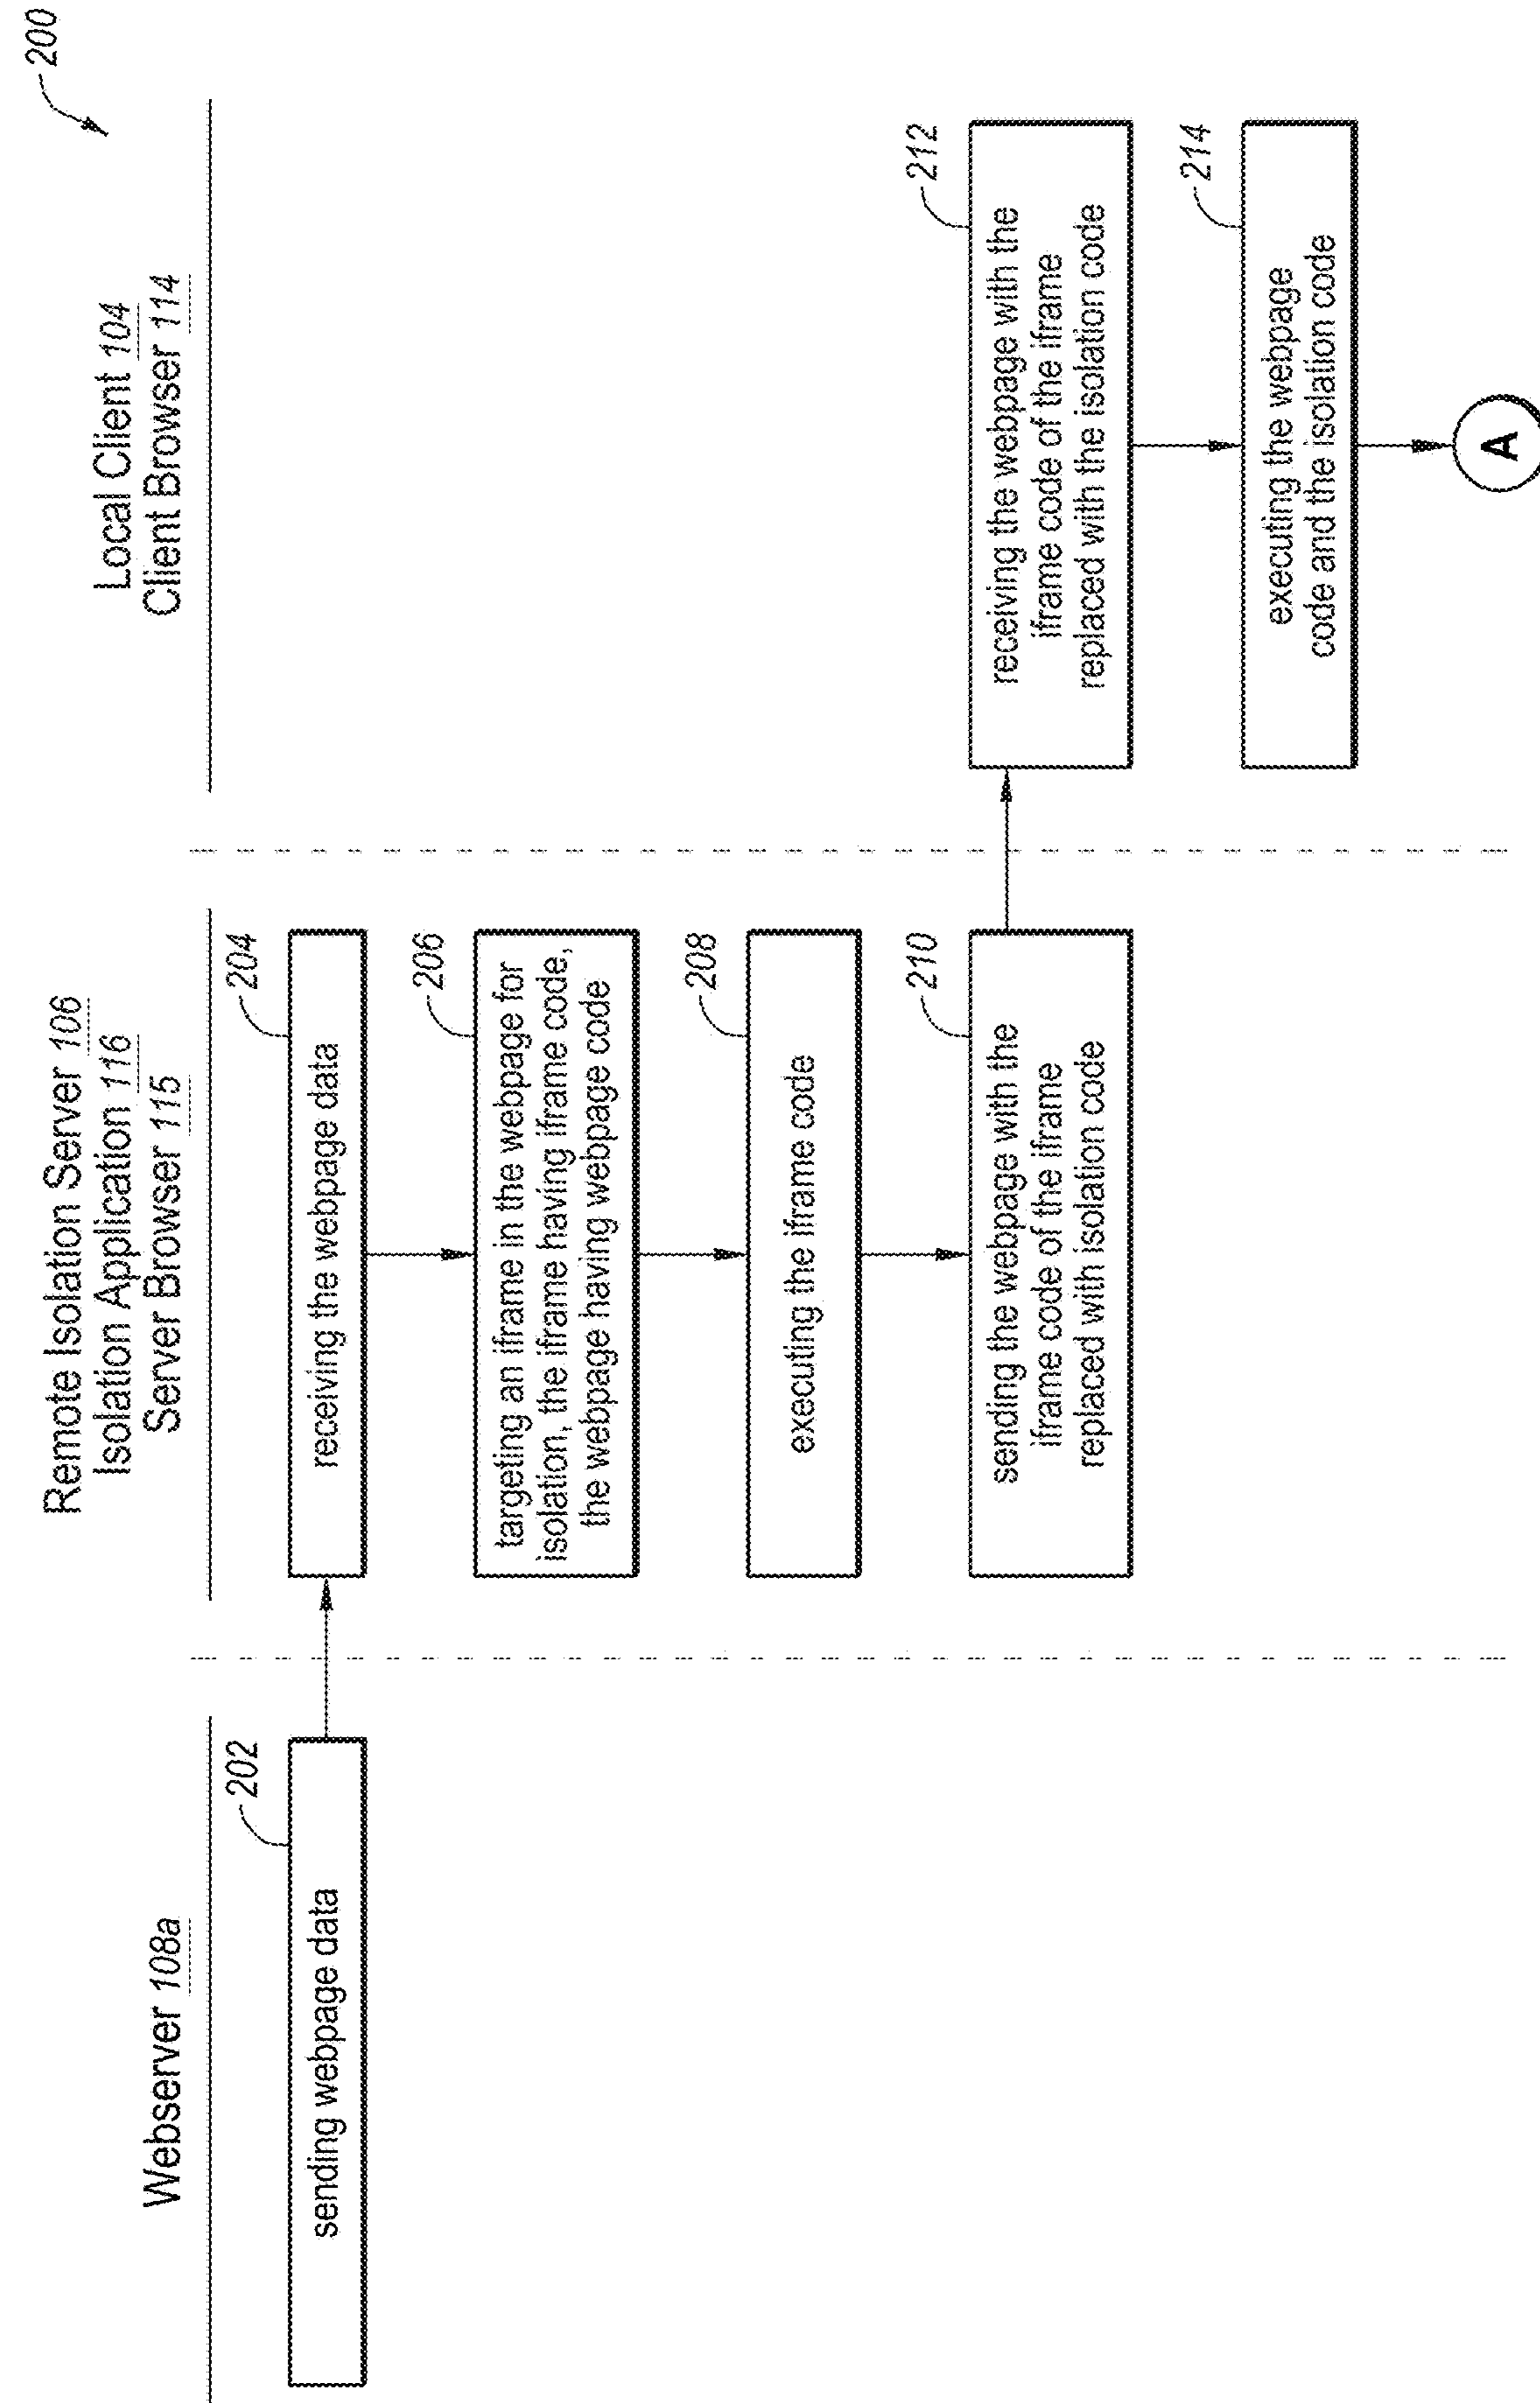 200
Webserver 108a
Remote Isolation Server 106
Isolation Application 116
Server Browser 115
Local Client 104
Client Browser 114
202
sending webpage data
204
receiving the webpage data
206
targeting an iframe in the webpage for
isolation, the iframe having iframe code,
the webpage having webpage code
208
executing the iframe code
210
sending the webpage with the
iframe code of the iframe
replaced with isolation code
212
receiving the webpage with the
iframe code of the iframe
replaced with the isolation code
214
executing the webpage
code and the isolation code
A